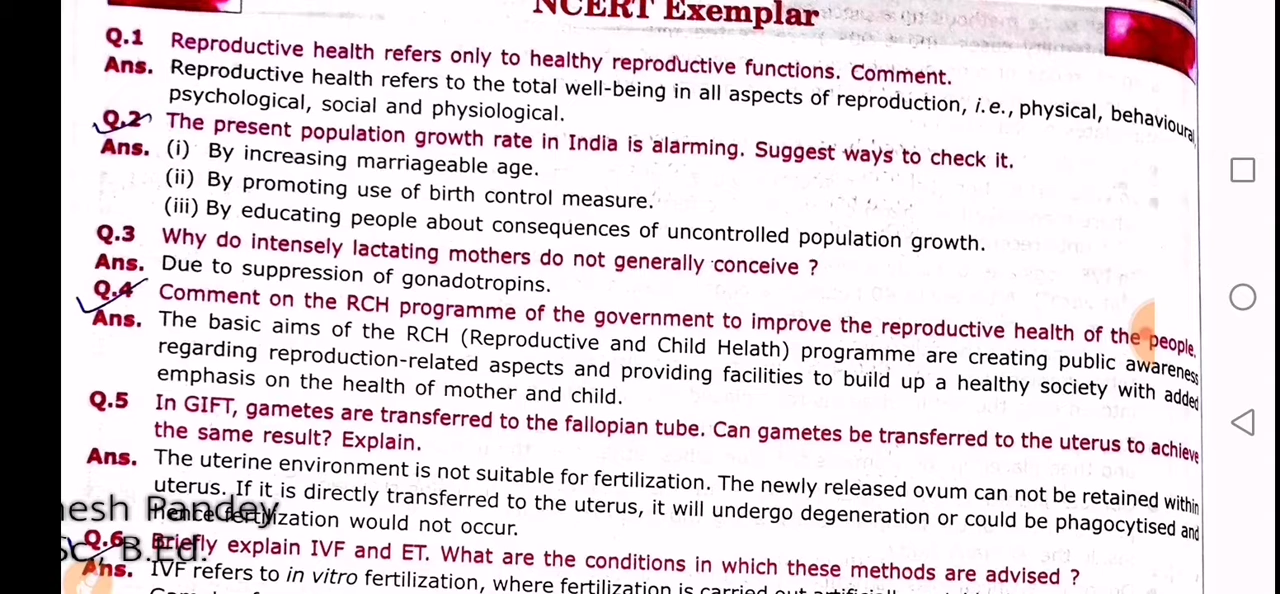 NCERT Exemplar
Q.1 Reproductive health refers only to healthy reproductive functions. Comment.
Ans. Reproductive health refers to the total well-being in all aspects of reproduction, i.e., physical, behavioural,
psychological, social and physiological.
Q.2 The present population growth rate in India is alarming. Suggest ways to check it.
Ans. (i) By increasing marriageable age.
(ii) By promoting use of birth control measure.
(iii) By educating people about consequences of uncontrolled population growth.
Q.3 Why do intensely lactating mothers do not generally conceive ?
Ans. Due to suppression of gonadotropins.
Q.4 Comment on the RCH programme of the government to improve the reproductive health of the people.
Ans. The basic aims of the RCH (Reproductive and Child Helath) programme are creating public awareness
regarding reproduction-related aspects and providing facilities to build up a healthy society with added
emphasis on the health of mother and child.
Q.5 In GIFT, gametes are transferred to the fallopian tube. Can gametes be transferred to the uterus to achieve
the same result? Explain.
Ans. The uterine environment is not suitable for fertilization. The newly released ovum can not be retained within
uterus. If it is directly transferred to the uterus, it will undergo degeneration or could be phagocytised and
Hence fertilization would not occur.
esh Pandey
Q.6 Briefly explain IVF and ET. What are the conditions in which these methods are advised ?
Sc, B.Ed.
Ans. IVF refers to in vitro fertilization, where fertilization is carried out